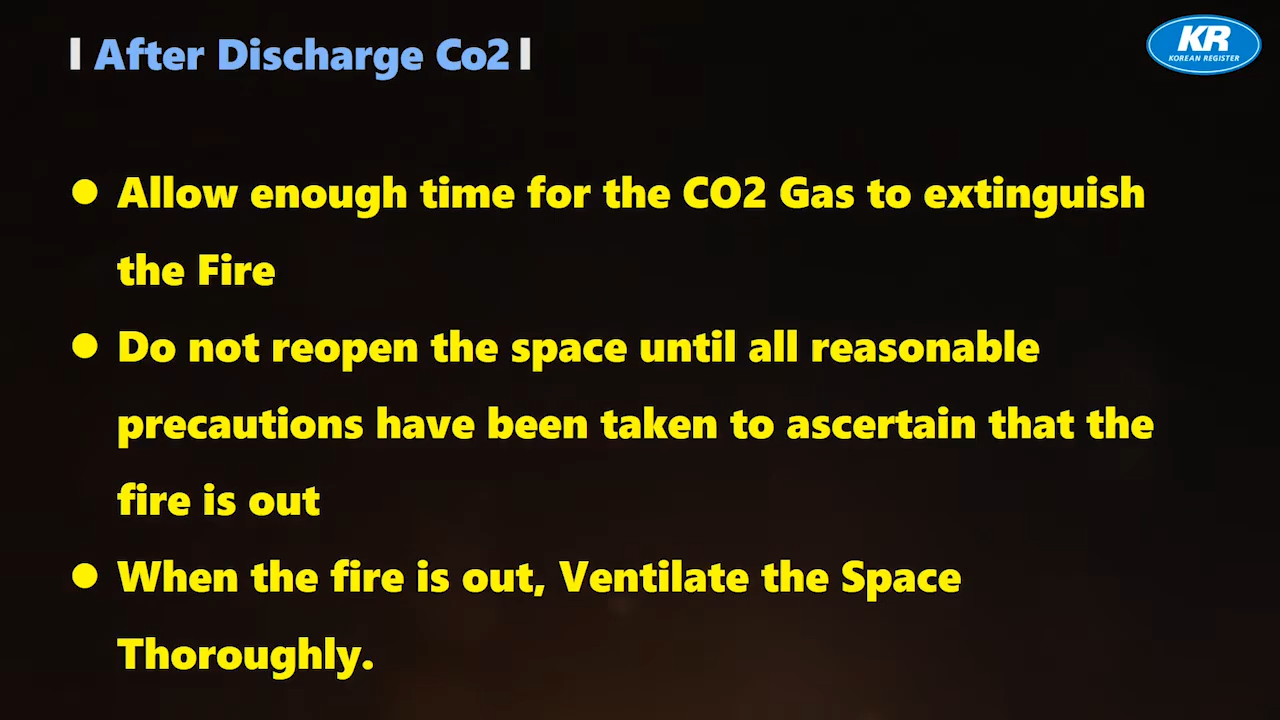 | After Discharge Co2 |
KR
KOREAN REGISTER
● Allow enough time for the CO2 Gas to extinguish
the Fire
● Do not reopen the space until all reasonable
precautions have been taken to ascertain that the
fire is out
● When the fire is out, Ventilate the Space
Thoroughly.